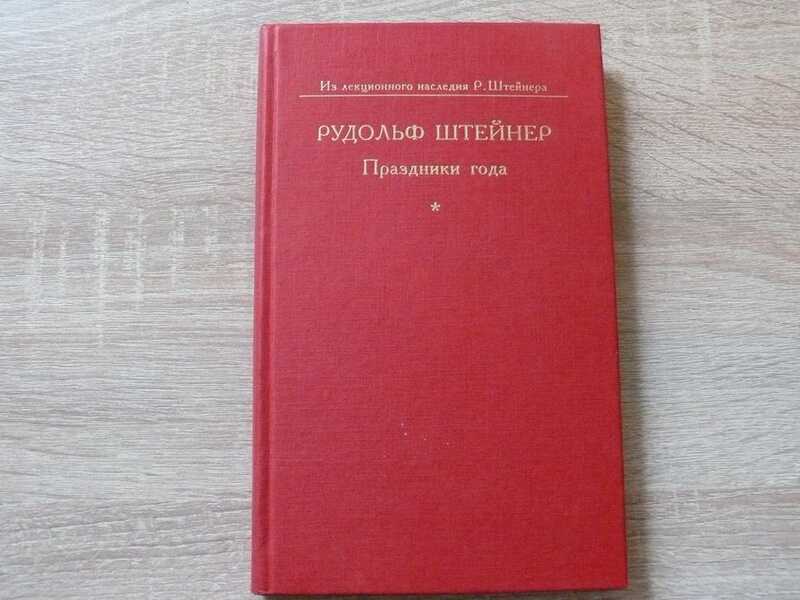 Из лекционного наследия Р. Штейнера
РУДОЛЬФ ШТЕЙНЕР
Праздники года
*